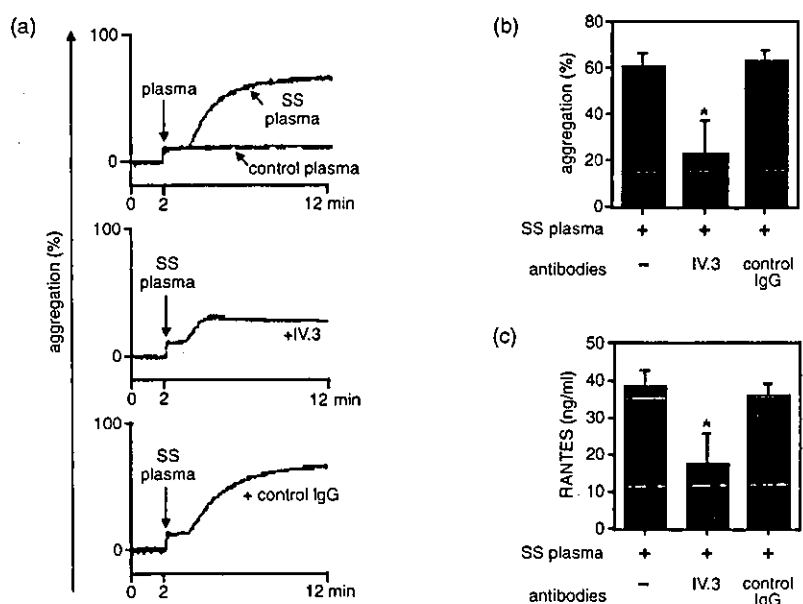 (a)
aggregation (%)
100
0
plasma
SS
plasma
control plasma
0 2 12 min
100
0
SS
plasma
+IV.3
0 2 12 min
100
0
SS
plasma
+ control IgG
0 2 12 min
(b)
aggregation (%)
80
60
40
20
0
*
SS plasma + + +
antibodies – IV.3 control
IgG
(c)
RANTES (ng/ml)
50
40
30
20
10
0
*
SS plasma + + +
antibodies – IV.3 control
IgG